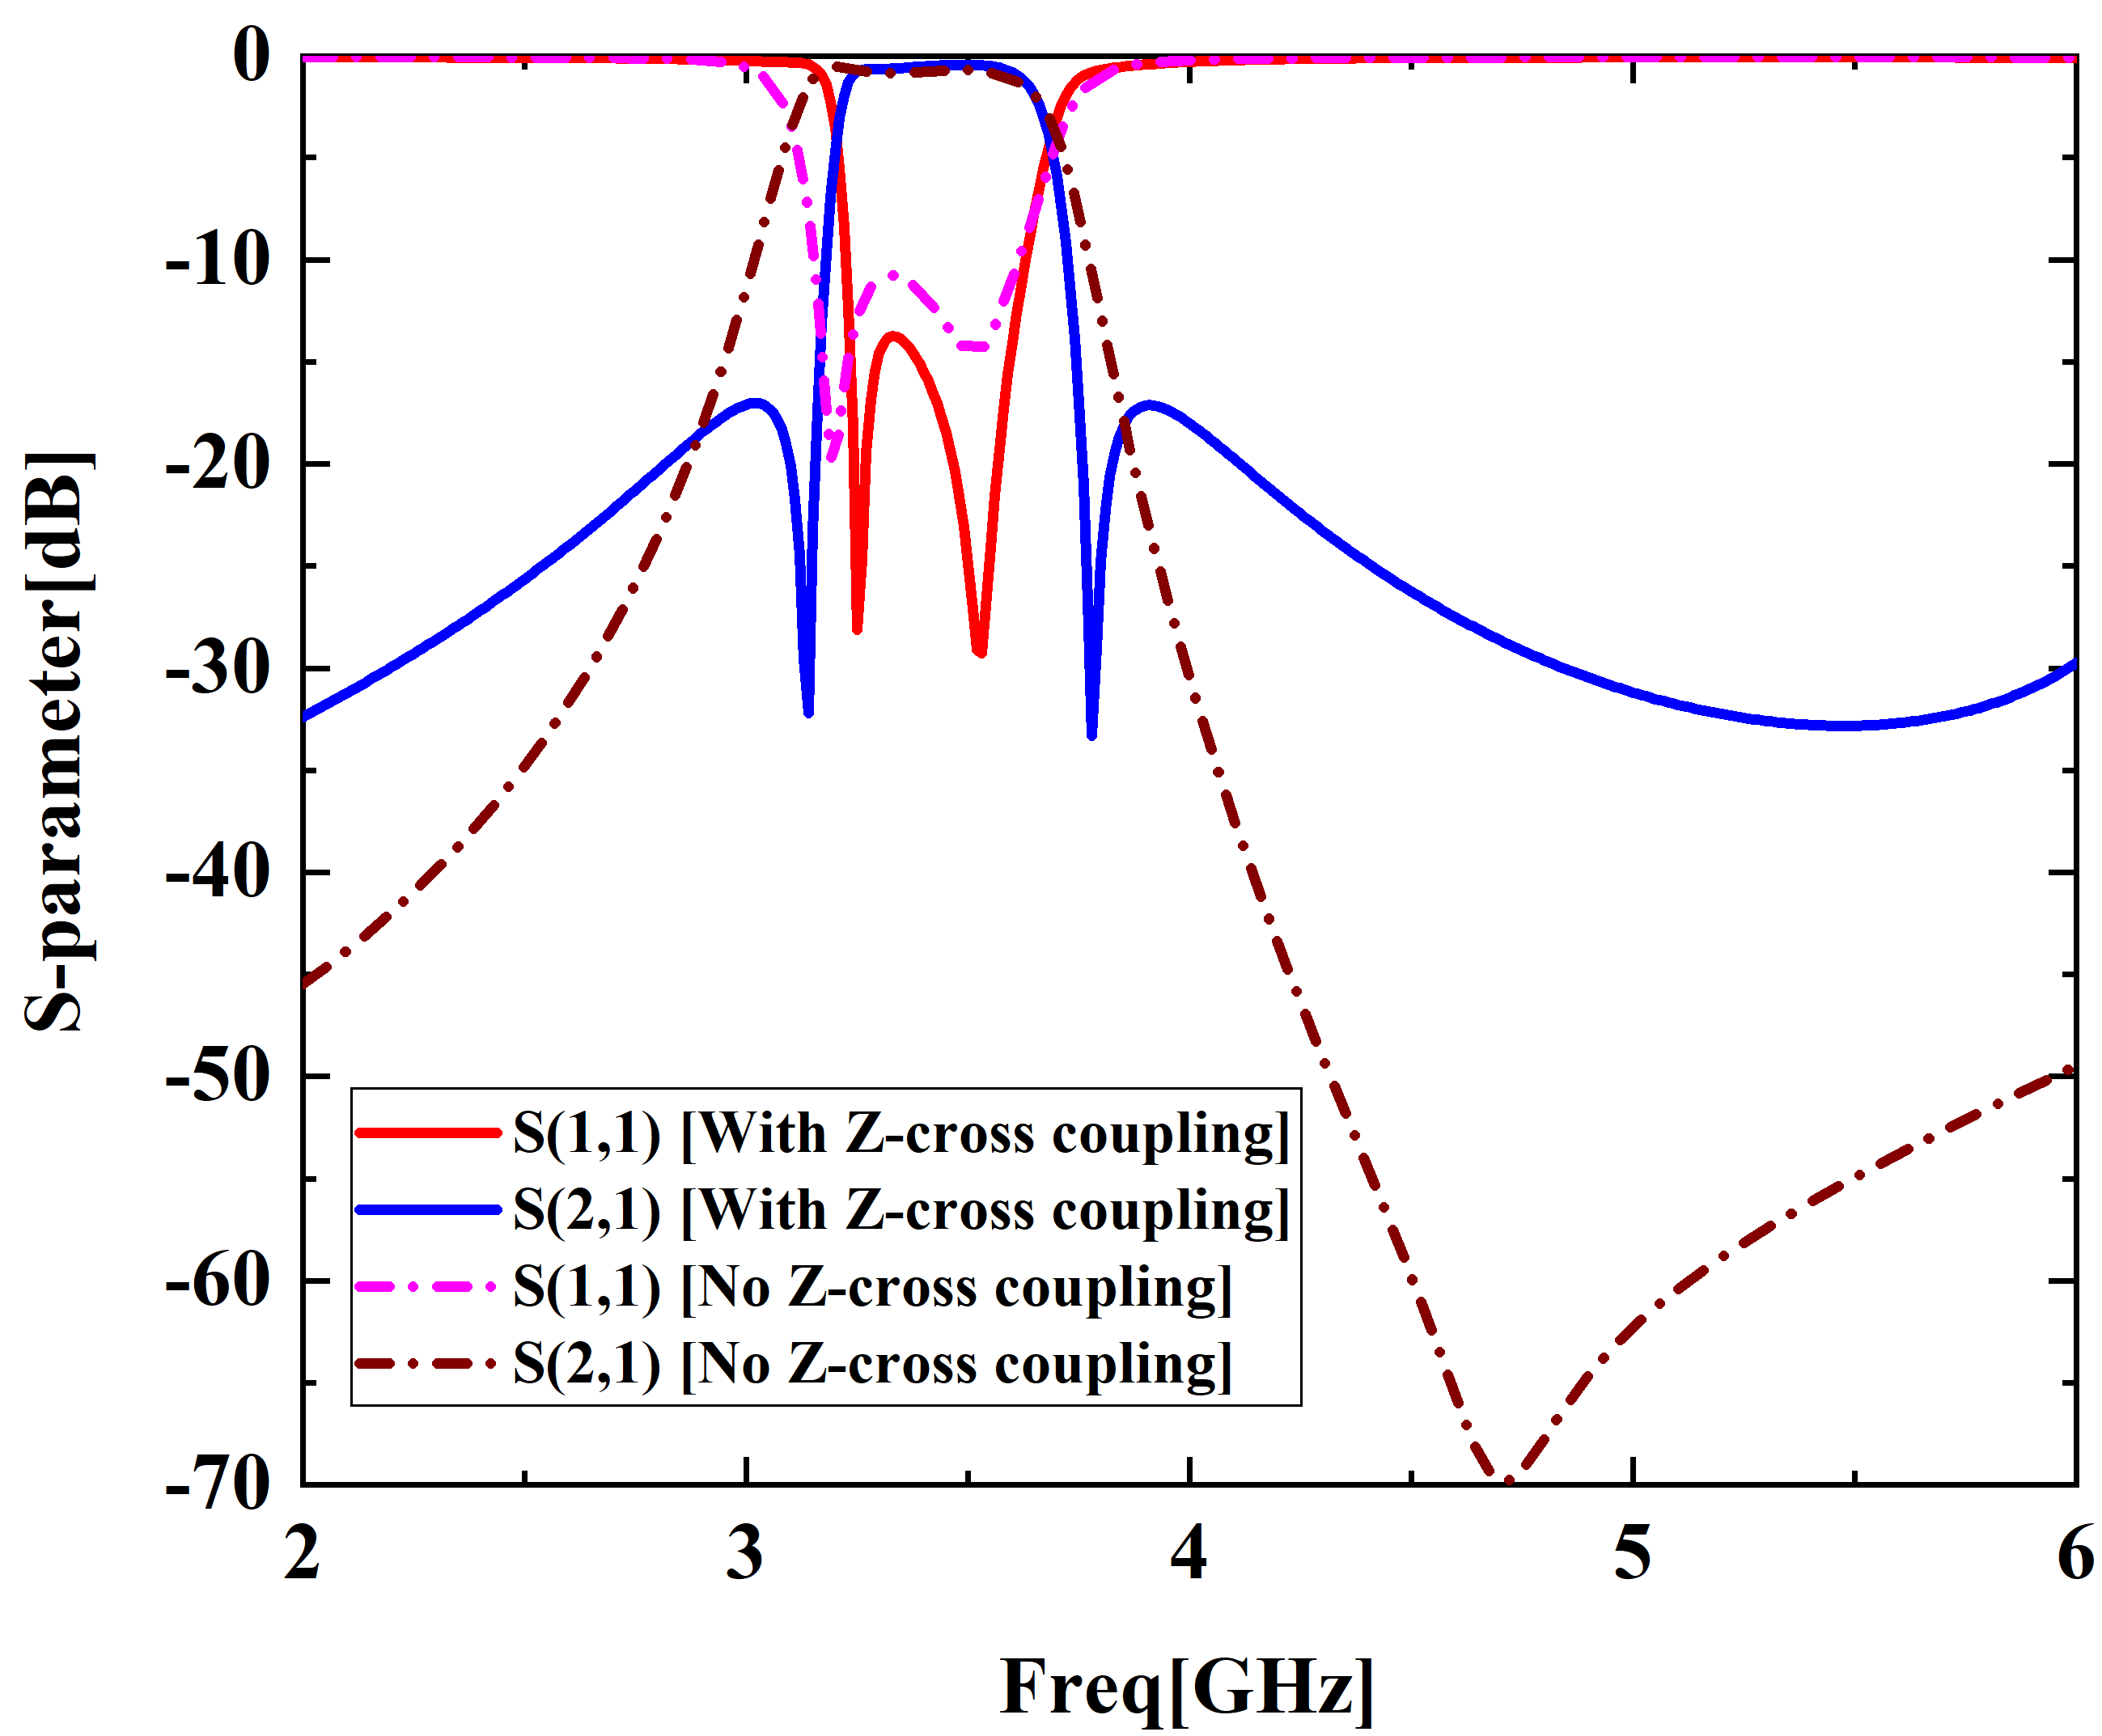 0
-10
-20
-30
-40
-50
-60
-70
S-parameter[dB]
S(1,1) [With Z-cross coupling]
S(2,1) [With Z-cross coupling]
S(1,1) [No Z-cross coupling]
S(2,1) [No Z-cross coupling]
2 3 4 5 6
Freq[GHz]